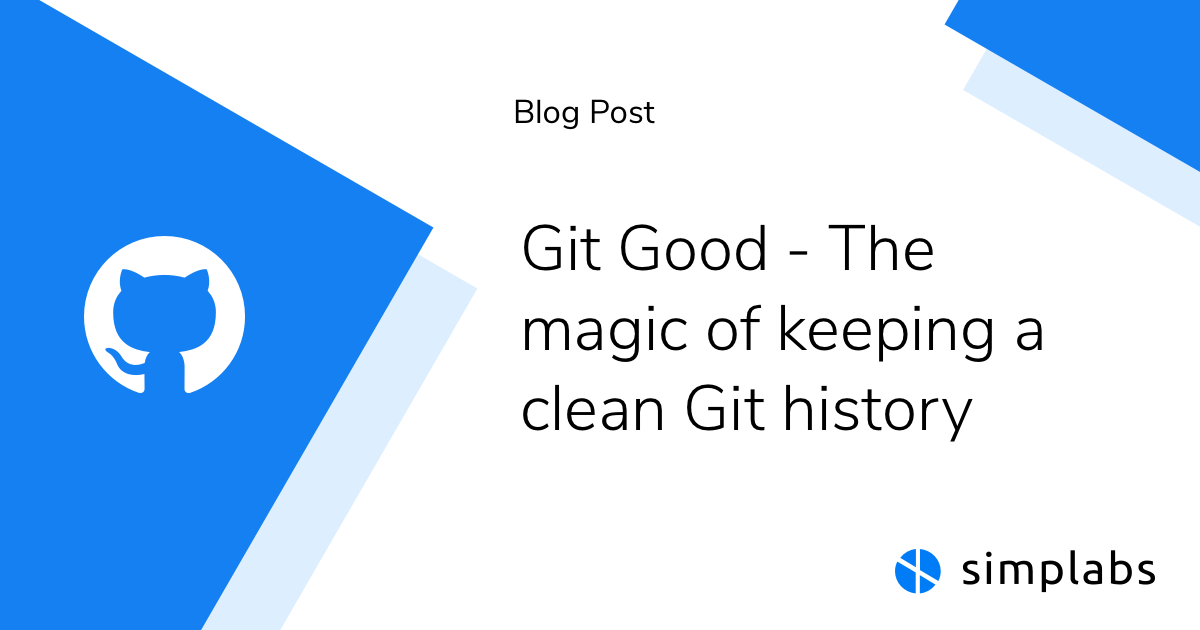 Blog Post
Git Good - The
magic of keeping a
clean Git history
simplabs